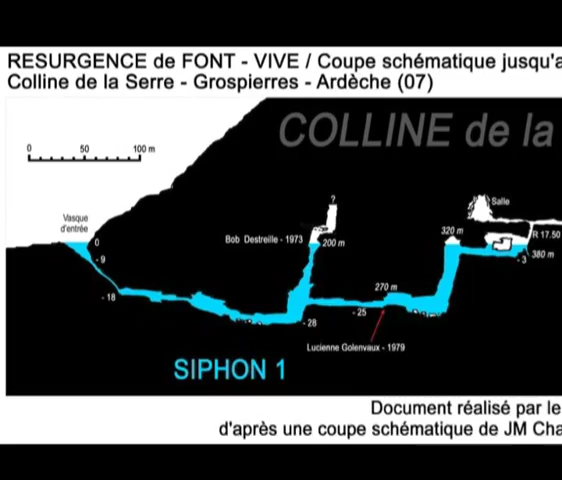 RESURGENCE de FONT - VIVE / Coupe schématique jusqu'a
Colline de la Serre - Grospierres - Ardèche (07)
COLLINE de la
0 50 100 m
?
Salle
Vasque
d'entrée
0
Bob Destreille - 1973
200 m
320 m
R 17.50
- 3
380 m
- 9
- 18
270 m
- 25
- 28
Lucienne Golenvaux - 1979
SIPHON 1
Document réalisé par le
d'après une coupe schématique de JM Cha